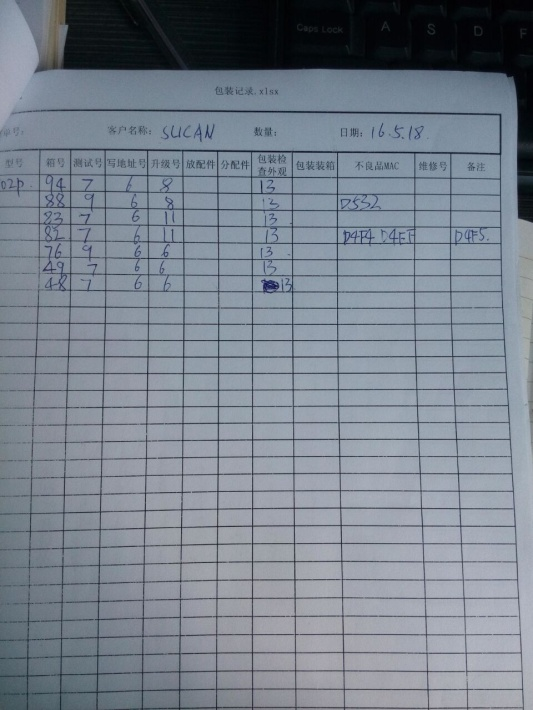 Caps Lock A S D F
包装记录.xlsx
单号: 客户名称: SUCAN 数量: 日期: 16.5.18.
型号 箱号 测试号 写地址号 升级号 放配件 分配件 包装检查外观 包装装箱 不良品MAC 维修号 备注
02p. 94 7 6 8 13
88 9 6 8 13 D532
83 7 6 11 13
82 7 6 11 13 D4F4 D4EF D4F5.
76 9 6 6 13
49 7 6 6 13
48 7 6 6 13